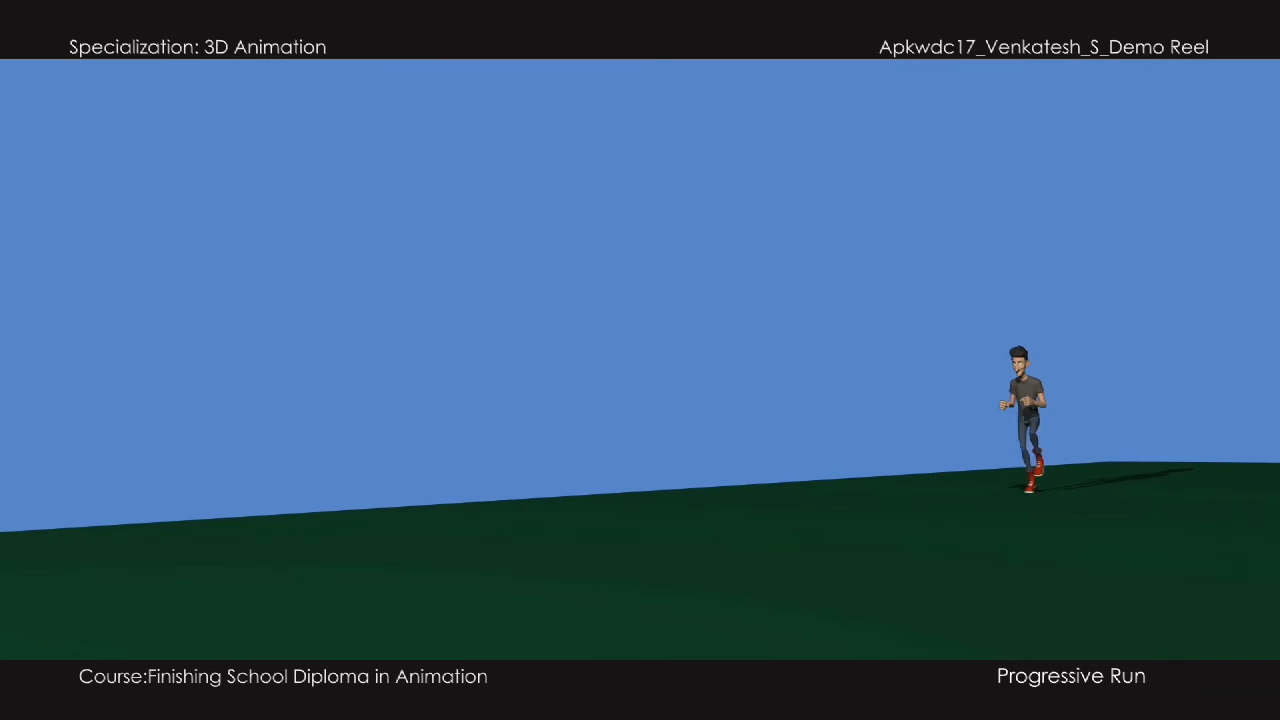 Specialization: 3D Animation
Apkwdc17_Venkatesh_S_Demo Reel
Course:Finishing School Diploma in Animation
Progressive Run